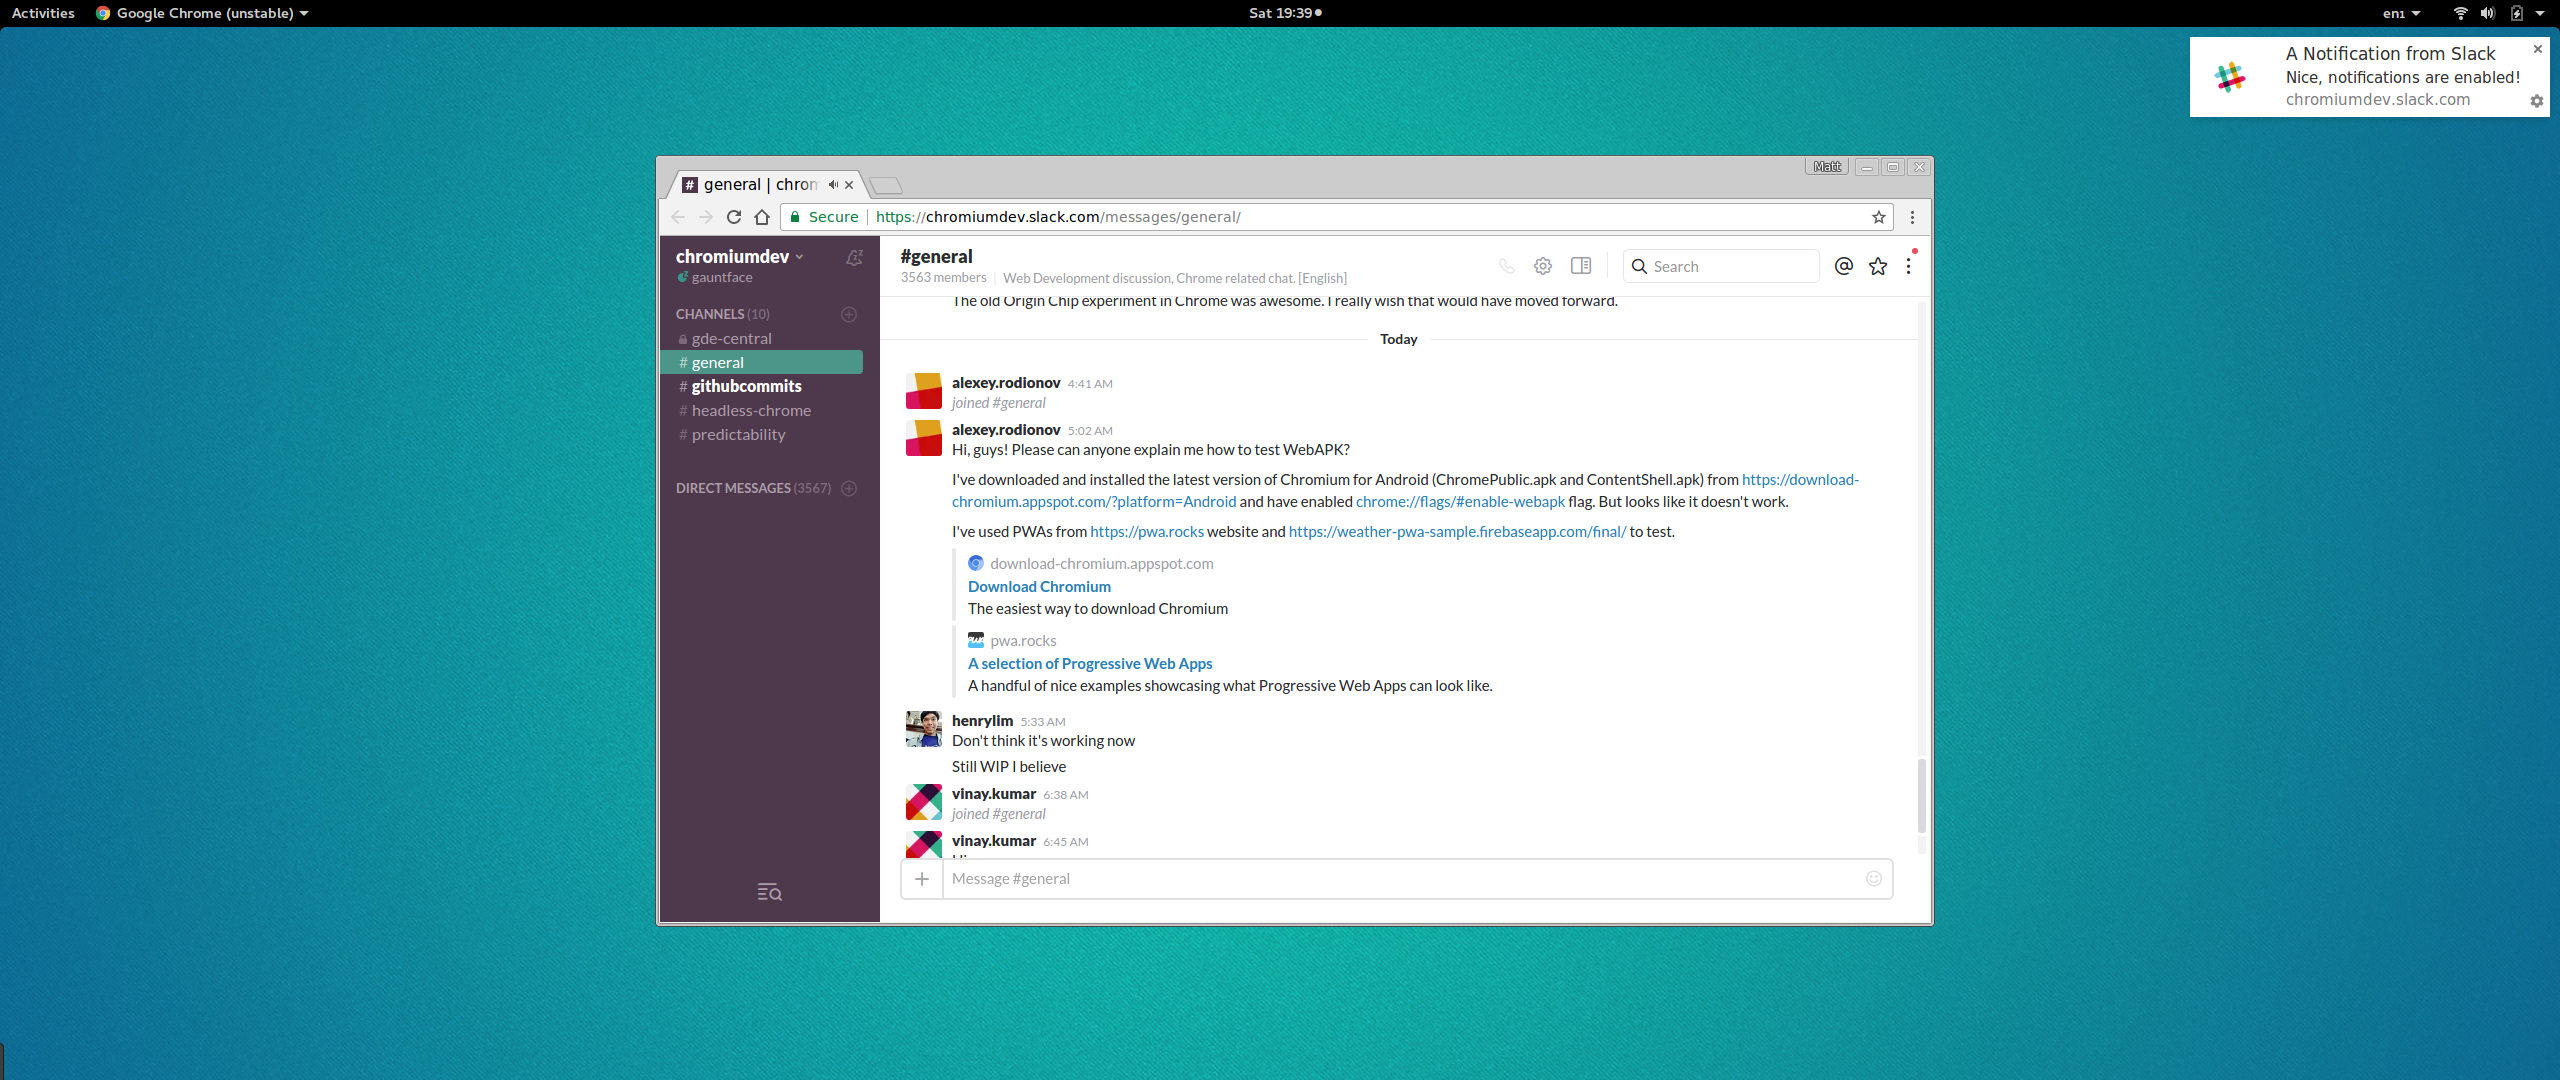 Activities Google Chrome (unstable)
Sat 19:39
en1
A Notification from Slack
Nice, notifications are enabled!
chromiumdev.slack.com
Matt
general | chrom
Secure https://chromiumdev.slack.com/messages/general/
chromiumdev
gauntface
CHANNELS (10)
gde-central
# general
# githubcommits
# headless-chrome
# predictability
DIRECT MESSAGES (3567)
#general
3563 members Web Development discussion, Chrome related chat. [English]
Search
The old Origin Chip experiment in Chrome was awesome. I really wish that would have moved forward.
Today
alexey.rodionov 4:41 AM
joined #general
alexey.rodionov 5:02 AM
Hi, guys! Please can anyone explain me how to test WebAPK?
I've downloaded and installed the latest version of Chromium for Android (ChromePublic.apk and ContentShell.apk) from https://download-
chromium.appspot.com/?platform=Android and have enabled chrome://flags/#enable-webapk flag. But looks like it doesn't work.
I've used PWAs from https://pwa.rocks website and https://weather-pwa-sample.firebaseapp.com/final/ to test.
download-chromium.appspot.com
Download Chromium
The easiest way to download Chromium
pwa.rocks
A selection of Progressive Web Apps
A handful of nice examples showcasing what Progressive Web Apps can look like.
henrylim 5:33 AM
Don't think it's working now
Still WIP I believe
vinay.kumar 6:38 AM
joined #general
vinay.kumar 6:45 AM
Message #general